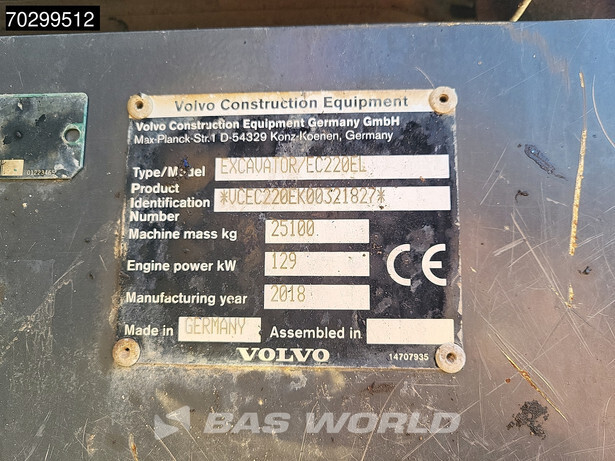 70299512
Volvo Construction Equipment
Volvo Construction Equipment Germany GmbH
Max-Planck-Str.1 D-54329 Konz-Koenen, Germany
Type/Model EXCAVATOR/EC220EL
Product Identification Number *VCEC220EK00321827*
Machine mass kg 25100
Engine power kW 129
CE
Manufacturing year 2018
Made in GERMANY Assembled in
VOLVO 14707935
BAS WORLD